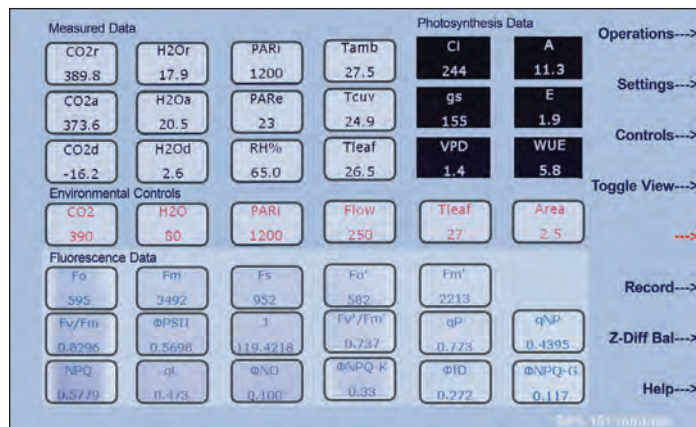 Measured Data
Photosynthesis Data
Operations--->
CO2r H2Or PARi Tamb Ci A
389.8 17.9 1200 27.5 244 11.3
Settings--->
CO2a H2Oa PARe Tcuv gs E
373.6 20.5 23 24.9 155 1.9
Controls--->
CO2d H2Od RH% Tleaf VPD WUE
-16.2 2.6 65.0 26.5 1.4 5.8
Toggle View--->
Environmental Controls
CO2 H2O PARi Flow Tleaf Area
390 80 1200 250 27 2.5
--->
Fluorescence Data
Fo Fm Fs Fo' Fm'
595 3492 952 582 2213
Record--->
Fv/Fm ΦPSII J Fv'/Fm' qP qNP
0.8296 0.5698 119.4218 0.737 0.773 0.4395
Z-Diff Bal--->
NPQ qL ΦNO ΦNPQ-K ΦfD ΦNPQ-G
0.5779 0.473 0.100 0.33 0.272 0.117
Help--->